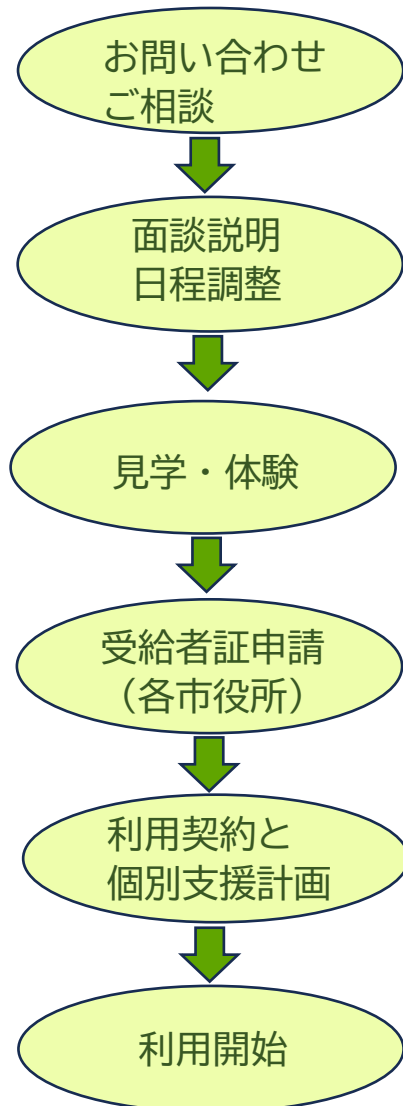 お問い合わせ
ご相談
面談説明
日程調整
見学・体験
受給者証申請
（各市役所）
利用契約と
個別支援計画
利用開始